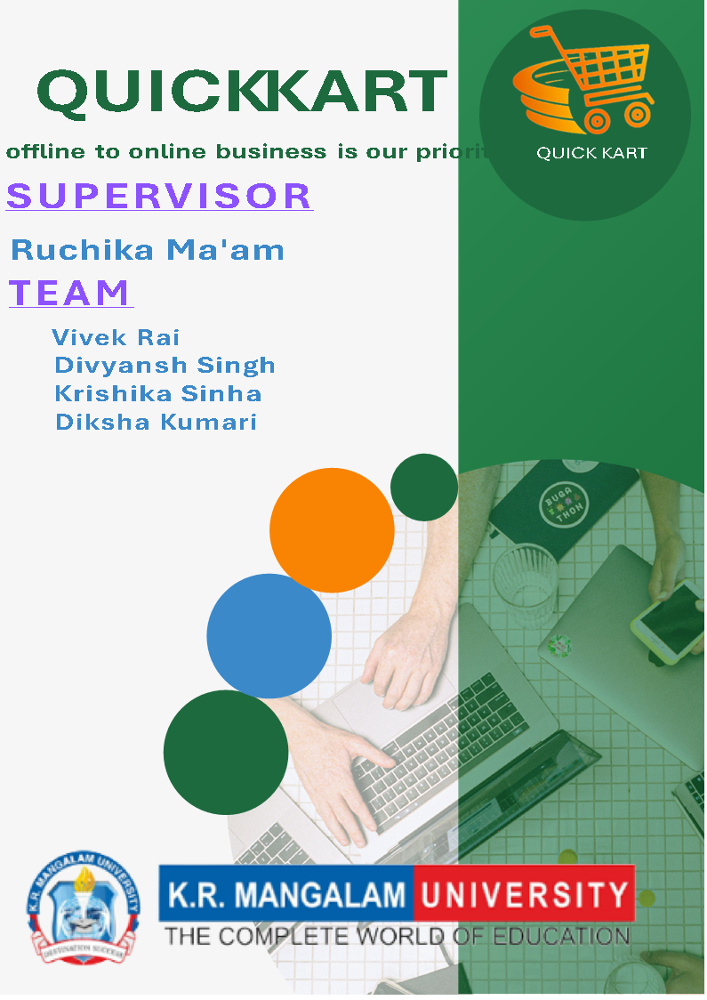 QUICKKART
offline to online business is our priorit
QUICK KART
SUPERVISOR
Ruchika Ma'am
TEAM
Vivek Rai
Divyansh Singh
Krishika Sinha
Diksha Kumari
BUGA
THON
K.R. MANGALAM UNIVERSITY
DESTINATION SUCCESS
K.R. MANGALAM UNIVERSITY
THE COMPLETE WORLD OF EDUCATION